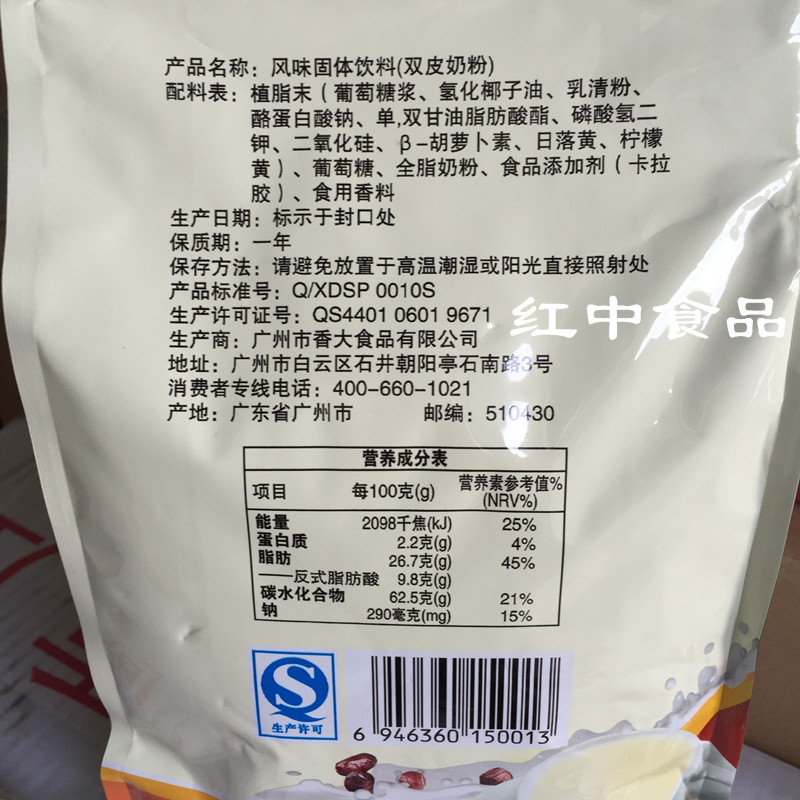 产品名称：风味固体饮料(双皮奶粉)
配料表：植脂末（葡萄糖浆、氢化椰子油、乳清粉、
酪蛋白酸钠、单,双甘油脂肪酸酯、磷酸氢二
钾、二氧化硅、β-胡萝卜素、日落黄、柠檬
黄）、葡萄糖、全脂奶粉、食品添加剂（卡拉
胶）、食用香料
生产日期：标示于封口处
保质期：一年
保存方法：请避免放置于高温潮湿或阳光直接照射处
产品标准号：Q/XDSP 0010S
生产许可证号：QS4401 0601 9671
红中食品
生产商：广州市香大食品有限公司
地址：广州市白云区石井朝阳亭石南路3号
消费者专线电话：400-660-1021
产地：广东省广州市 邮编：510430
营养成分表
项目 每100克(g) 营养素参考值%(NRV%)
能量 2098千焦(kJ) 25%
蛋白质 2.2克(g) 4%
脂肪 26.7克(g) 45%
——反式脂肪酸 9.8克(g)
碳水化合物 62.5克(g) 21%
钠 290毫克(mg) 15%
生产许可
6 946360 150013